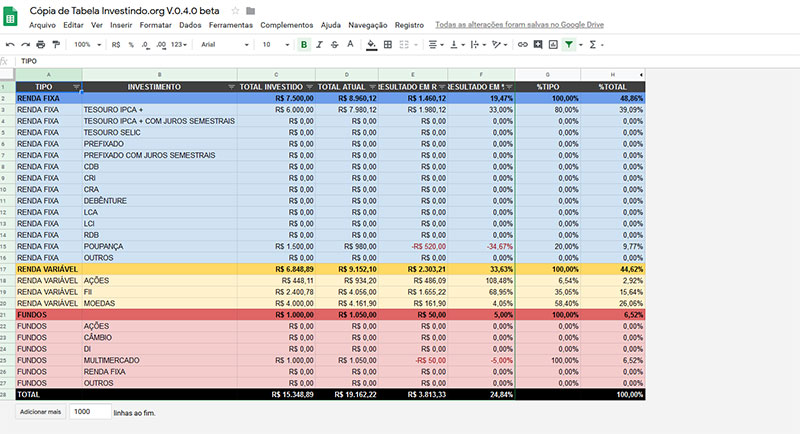 Cópia de Tabela Investindo.org V.0.4.0 beta
Arquivo Editar Ver Inserir Formatar Dados Ferramentas Complementos Ajuda Navegação Registro Todas as alterações foram salvas no Google Drive
100% R$ % .0 .00 123 Arial 10 B I S A
fx TIPO
A B C D E F G H
1 TIPO INVESTIMENTO TOTAL INVESTIDO TOTAL ATUAL RESULTADO EM R RESULTADO EM %TIPO %TOTAL
2 RENDA FIXA R$ 7.500,00 R$ 8.960,12 R$ 1.460,12 19,47% 100,00% 48,86%
3 RENDA FIXA TESOURO IPCA + R$ 6.000,00 R$ 7.980,12 R$ 1.980,12 33,00% 80,00% 39,09%
4 RENDA FIXA TESOURO IPCA + COM JUROS SEMESTRAIS R$ 0,00 R$ 0,00 R$ 0,00 0,00% 0,00% 0,00%
5 RENDA FIXA TESOURO SELIC R$ 0,00 R$ 0,00 R$ 0,00 0,00% 0,00% 0,00%
6 RENDA FIXA PREFIXADO R$ 0,00 R$ 0,00 R$ 0,00 0,00% 0,00% 0,00%
7 RENDA FIXA PREFIXADO COM JUROS SEMESTRAIS R$ 0,00 R$ 0,00 R$ 0,00 0,00% 0,00% 0,00%
8 RENDA FIXA CDB R$ 0,00 R$ 0,00 R$ 0,00 0,00% 0,00% 0,00%
9 RENDA FIXA CRI R$ 0,00 R$ 0,00 R$ 0,00 0,00% 0,00% 0,00%
10 RENDA FIXA CRA R$ 0,00 R$ 0,00 R$ 0,00 0,00% 0,00% 0,00%
11 RENDA FIXA DEBÊNTURE R$ 0,00 R$ 0,00 R$ 0,00 0,00% 0,00% 0,00%
12 RENDA FIXA LCA R$ 0,00 R$ 0,00 R$ 0,00 0,00% 0,00% 0,00%
13 RENDA FIXA LCI R$ 0,00 R$ 0,00 R$ 0,00 0,00% 0,00% 0,00%
14 RENDA FIXA RDB R$ 0,00 R$ 0,00 R$ 0,00 0,00% 0,00% 0,00%
15 RENDA FIXA POUPANÇA R$ 1.500,00 R$ 980,00 -R$ 520,00 -34,67% 20,00% 9,77%
16 RENDA FIXA OUTROS R$ 0,00 R$ 0,00 R$ 0,00 0,00% 0,00% 0,00%
17 RENDA VARIÁVEL R$ 6.848,89 R$ 9.152,10 R$ 2.303,21 33,63% 100,00% 44,62%
18 RENDA VARIÁVEL AÇÕES R$ 448,11 R$ 934,20 R$ 486,09 108,48% 6,54% 2,92%
19 RENDA VARIÁVEL FII R$ 2.400,78 R$ 4.056,00 R$ 1.655,22 68,95% 35,05% 15,64%
20 RENDA VARIÁVEL MOEDAS R$ 4.000,00 R$ 4.161,90 R$ 161,90 4,05% 58,40% 26,06%
21 FUNDOS R$ 1.000,00 R$ 1.050,00 R$ 50,00 5,00% 100,00% 6,52%
22 FUNDOS AÇÕES R$ 0,00 R$ 0,00 R$ 0,00 0,00% 0,00% 0,00%
23 FUNDOS CÂMBIO R$ 0,00 R$ 0,00 R$ 0,00 0,00% 0,00% 0,00%
24 FUNDOS DI R$ 0,00 R$ 0,00 R$ 0,00 0,00% 0,00% 0,00%
25 FUNDOS MULTIMERCADO R$ 1.000,00 R$ 1.050,00 -R$ 50,00 -5,00% 100,00% 6,52%
26 FUNDOS RENDA FIXA R$ 0,00 R$ 0,00 R$ 0,00 0,00% 0,00% 0,00%
27 FUNDOS OUTROS R$ 0,00 R$ 0,00 R$ 0,00 0,00% 0,00% 0,00%
28 TOTAL R$ 15.348,89 R$ 19.162,22 R$ 3.813,33 24,84% 100,00%
Adicionar mais 1000 linhas ao fim.